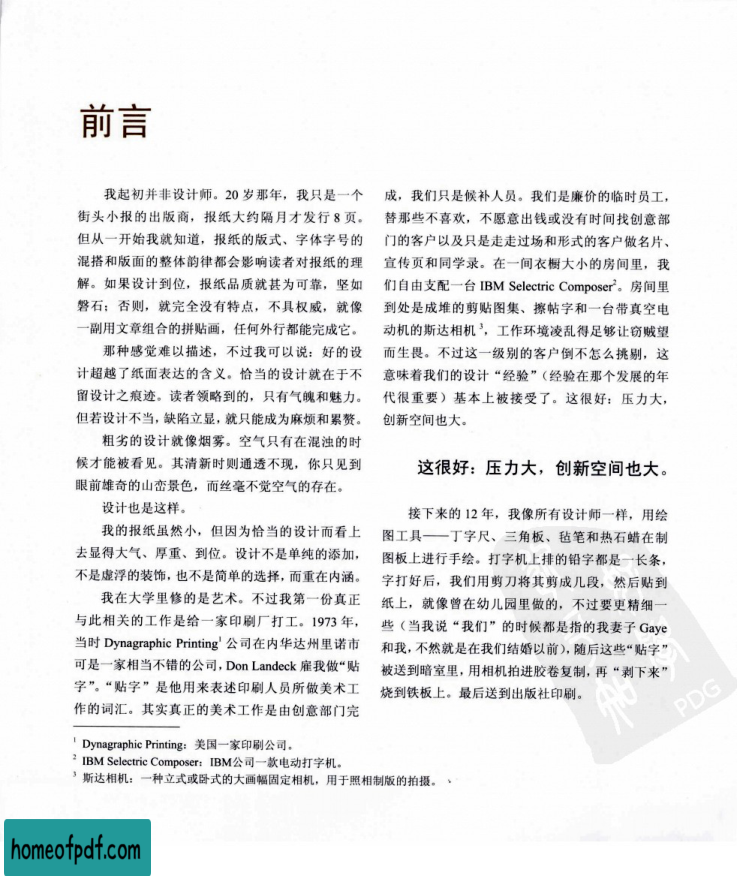 前言
我起初并非设计师。20 岁那年，我只是一个
街头小报的出版商，报纸大约隔月才发行 8 页。
但从一开始我就知道，报纸的版式、字体字号的
混搭和版面的整体韵律都会影响读者对报纸的理
解。如果设计到位，报纸品质就甚为可靠，坚如
磐石；否则，就完全没有特点，不具权威，就像
一副用文章组合的拼贴画，任何外行都能完成它。
那种感觉难以描述，不过我可以说：好的设
计超越了纸面表达的含义。恰当的设计就在于不
留设计之痕迹。读者领略到的，只有气魄和魅力。
但若设计不当，缺陷立显，就只能成为麻烦和累赘。
粗劣的设计就像烟雾。空气只有在混浊的时
候才能被看见。其清新时则通透不现，你只见到
眼前雄奇的山峦景色，而丝毫不觉空气的存在。
设计也是这样。
我的报纸虽然小，但因为恰当的设计而看上
去显得大气、厚重、到位。设计不是单纯的添加，
不是虚浮的装饰，也不是简单的选择，而重在内涵。
我在大学里修的是艺术。不过我第一份真正
与此相关的工作是给一家印刷厂打工。1973 年，
当时 Dynagraphic Printing¹ 公司在内华达州里诺市
可是一家相当不错的公司，Don Landeck 雇我做“贴
字”。“贴字”是他用来表述印刷人员所做美术工
作的词汇。其实真正的美术工作是由创意部门完
成，我们只是候补人员。我们是廉价的临时员工，
替那些不喜欢，不愿意出钱或没有时间找创意部
门的客户以及只是走走过场和形式的客户做名片、
宣传页和同学录。在一间衣橱大小的房间里，我
们自由支配一台 IBM Selectric Composer²。房间里
到处是成堆的剪贴图集、擦帖字和一台带真空电
动机的斯达相机³，工作环境凌乱得足够让窃贼望
而生畏。不过这一级别的客户倒不怎么挑剔，这
意味着我们的设计“经验”（经验在那个发展的年
代很重要）基本上被接受了。这很好：压力大，
创新空间也大。
这很好：压力大，创新空间也大。
接下来的 12 年，我像所有设计师一样，用绘
图工具——丁字尺、三角板、毡笔和热石蜡在制
图板上进行手绘。打字机上排的铅字都是一长条，
字打好后，我们用剪刀将其剪成几段，然后贴到
纸上，就像曾在幼儿园里做的，不过要更精细一
些（当我说“我们”的时候都是指的我妻子 Gaye
和我，不然就是在我们结婚以前），随后这些“贴字”
被送到暗室里，用相机拍进胶卷复制，再“剥下来”
烧到铁板上。最后送到出版社印刷。
¹ Dynagraphic Printing：美国一家印刷公司。
² IBM Selectric Composer：IBM公司一款电动打字机。
³ 斯达相机：一种立式或卧式的大画幅固定相机，用于照相制版的拍摄。
PDG
homeofpdf.com